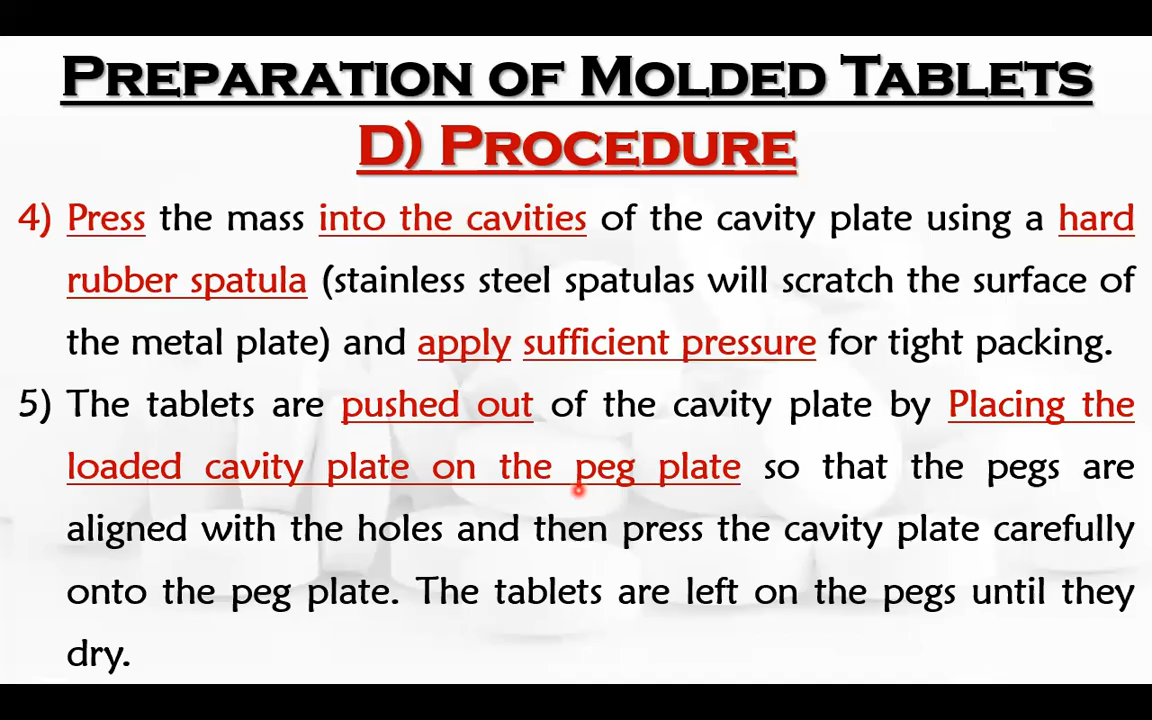 PREPARATION OF MOLDED TABLETS
D) PROCEDURE
4) Press the mass into the cavities of the cavity plate using a hard
rubber spatula (stainless steel spatulas will scratch the surface of
the metal plate) and apply sufficient pressure for tight packing.
5) The tablets are pushed out of the cavity plate by Placing the
loaded cavity plate on the peg plate so that the pegs are
aligned with the holes and then press the cavity plate carefully
onto the peg plate. The tablets are left on the pegs until they
dry.